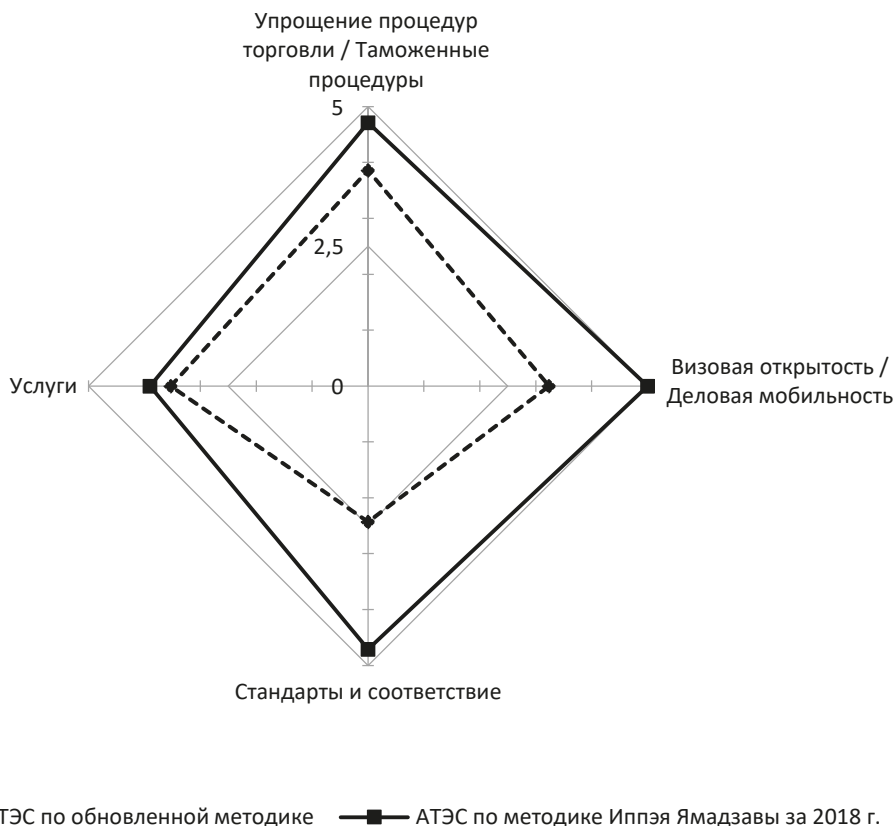 Упрощение процедур
торговли / Таможенные
процедуры
5
2,5
0
Услуги
Визовая открытость /
Деловая мобильность
Стандарты и соответствие
по обновленной методике
АТЭС по методике Иппэя Ямадзавы за 2018 г.